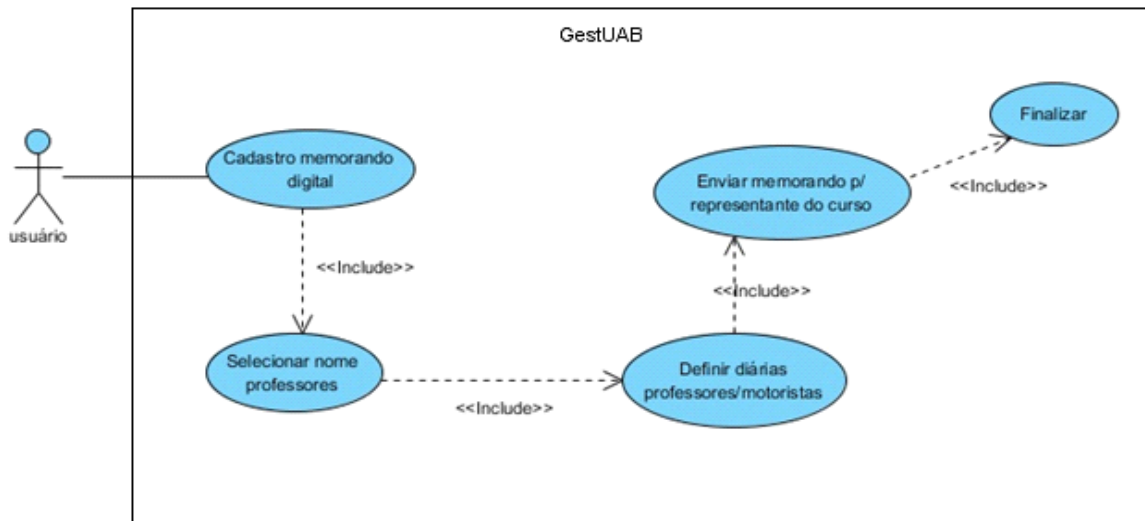 GestUAB
usuário
Cadastro memorando
digital
<<Include>>
Selecionar nome
professores
<<Include>>
Definir diárias
professores/motoristas
<<Include>>
Enviar memorando p/
representante do curso
<<Include>>
Finalizar